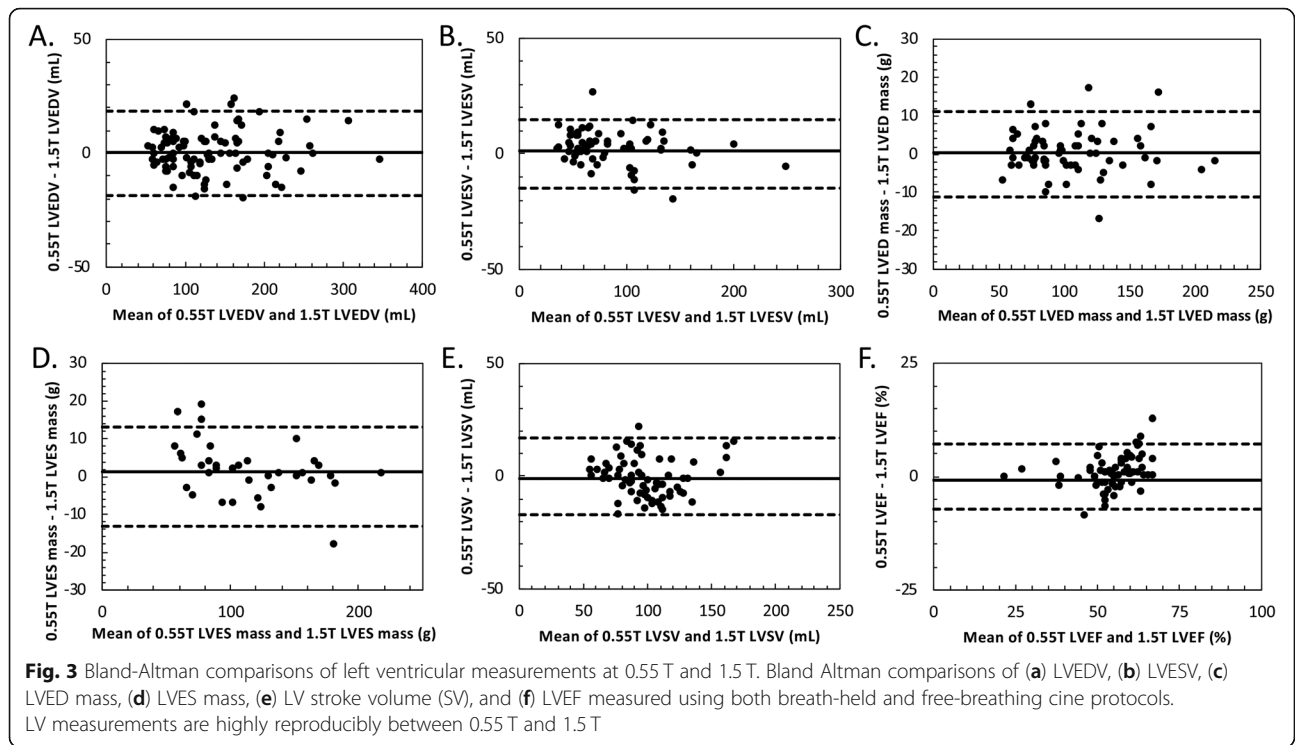 A.
50
0
-50
0 100 200 300 400
0.55T LVEDV - 1.5T LVEDV (mL)
Mean of 0.55T LVEDV and 1.5T LVEDV (mL)
B.
50
0
-50
0 50 100 150 200 250 300
0.55T LVESV - 1.5T LVESV (mL)
Mean of 0.55T LVESV and 1.5T LVESV (mL)
C.
30
20
10
0
-10
-20
-30
0 50 100 150 200 250
0.55T LVED mass - 1.5T LVED mass (g)
Mean of 0.55T LVED mass and 1.5T LVED mass (g)
D.
30
20
10
0
-10
-20
-30
0 100 200
0.55T LVES mass - 1.5T LVES mass (g)
Mean of 0.55T LVES mass and 1.5T LVES mass (g)
E.
50
0
-50
0 50 100 150 200 250
0.55T LVSV - 1.5T LVSV (mL)
Mean of 0.55T LVSV and 1.5T LVSV (mL)
F.
25
0
-25
0 25 50 75 100
0.55T LVEF - 1.5T LVEF (%)
Mean of 0.55T LVEF and 1.5T LVEF (%)
Fig. 3 Bland-Altman comparisons of left ventricular measurements at 0.55 T and 1.5 T. Bland Altman comparisons of (a) LVEDV, (b) LVESV, (c)
LVED mass, (d) LVES mass, (e) LV stroke volume (SV), and (f) LVEF measured using both breath-held and free-breathing cine protocols.
LV measurements are highly reproducibly between 0.55 T and 1.5 T